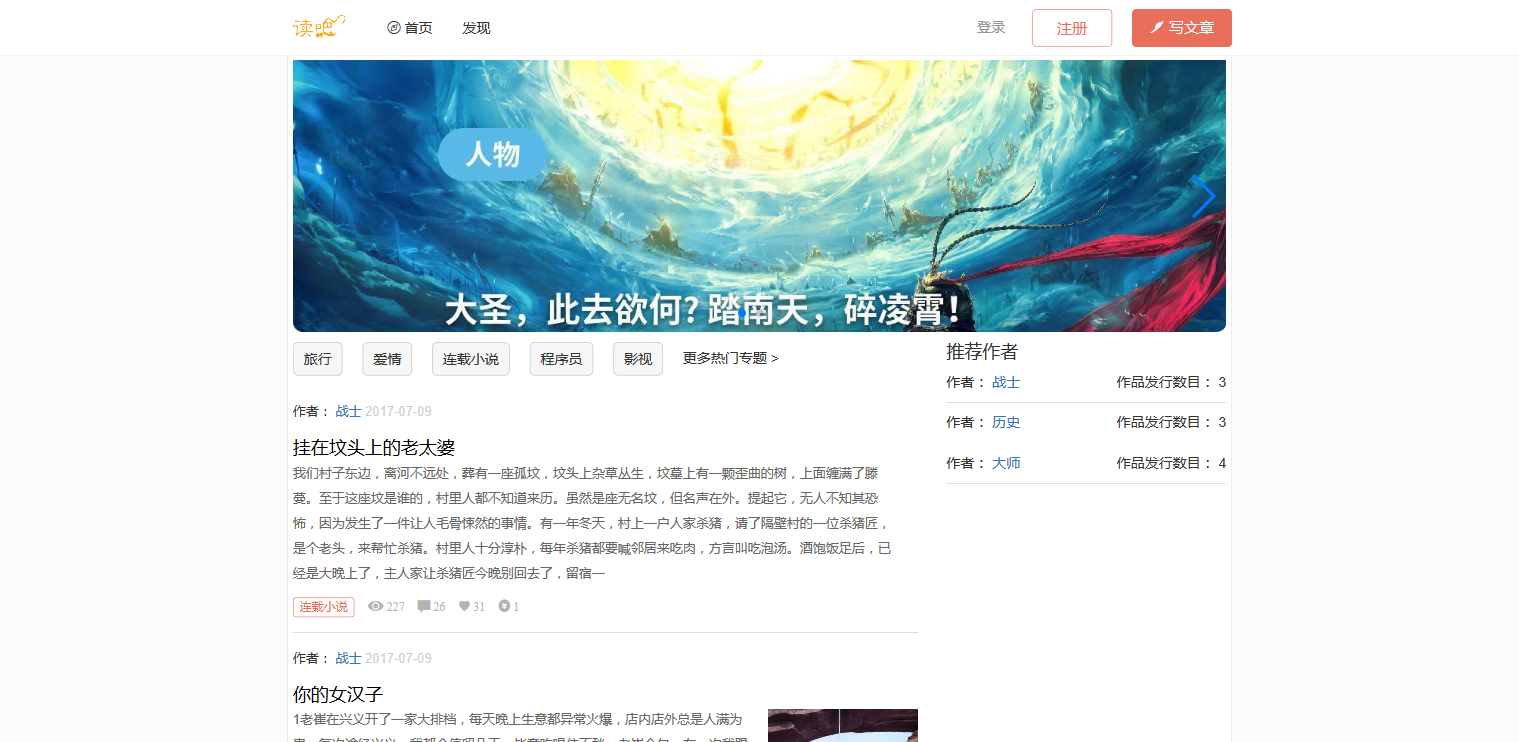 读吧 首页 发现 登录 注册 写文章
人物
大圣，此去欲何? 踏南天，碎凌霄!
旅行 爱情 连载小说 程序员 影视 更多热门专题 >
作者： 战士 2017-07-09
挂在坟头上的老太婆
我们村子东边，离河不远处，葬有一座孤坟，坟头上杂草丛生，坟墓上有一颗歪曲的树，上面缠满了藤
蔓。至于这座坟是谁的，村里人都不知道来历。虽然是座无名坟，但名声在外。提起它，无人不知其恐
怖，因为发生了一件让人毛骨悚然的事情。有一年冬天，村上一户人家杀猪，请了隔壁村的一位杀猪匠，
是个老头，来帮忙杀猪。村里人十分淳朴，每年杀猪都要喊邻居来吃肉，方言叫吃泡汤。酒饱饭足后，已
经是大晚上了，主人家让杀猪匠今晚别回去了，留宿一
连载小说 227 26 31 1
作者： 战士 2017-07-09
你的女汉子
1老崔在兴义开了一家大排档，每天晚上生意都异常火爆，店内店外总是人满为
推荐作者
作者： 战士 作品发行数目： 3
作者： 历史 作品发行数目： 3
作者： 大师 作品发行数目： 4